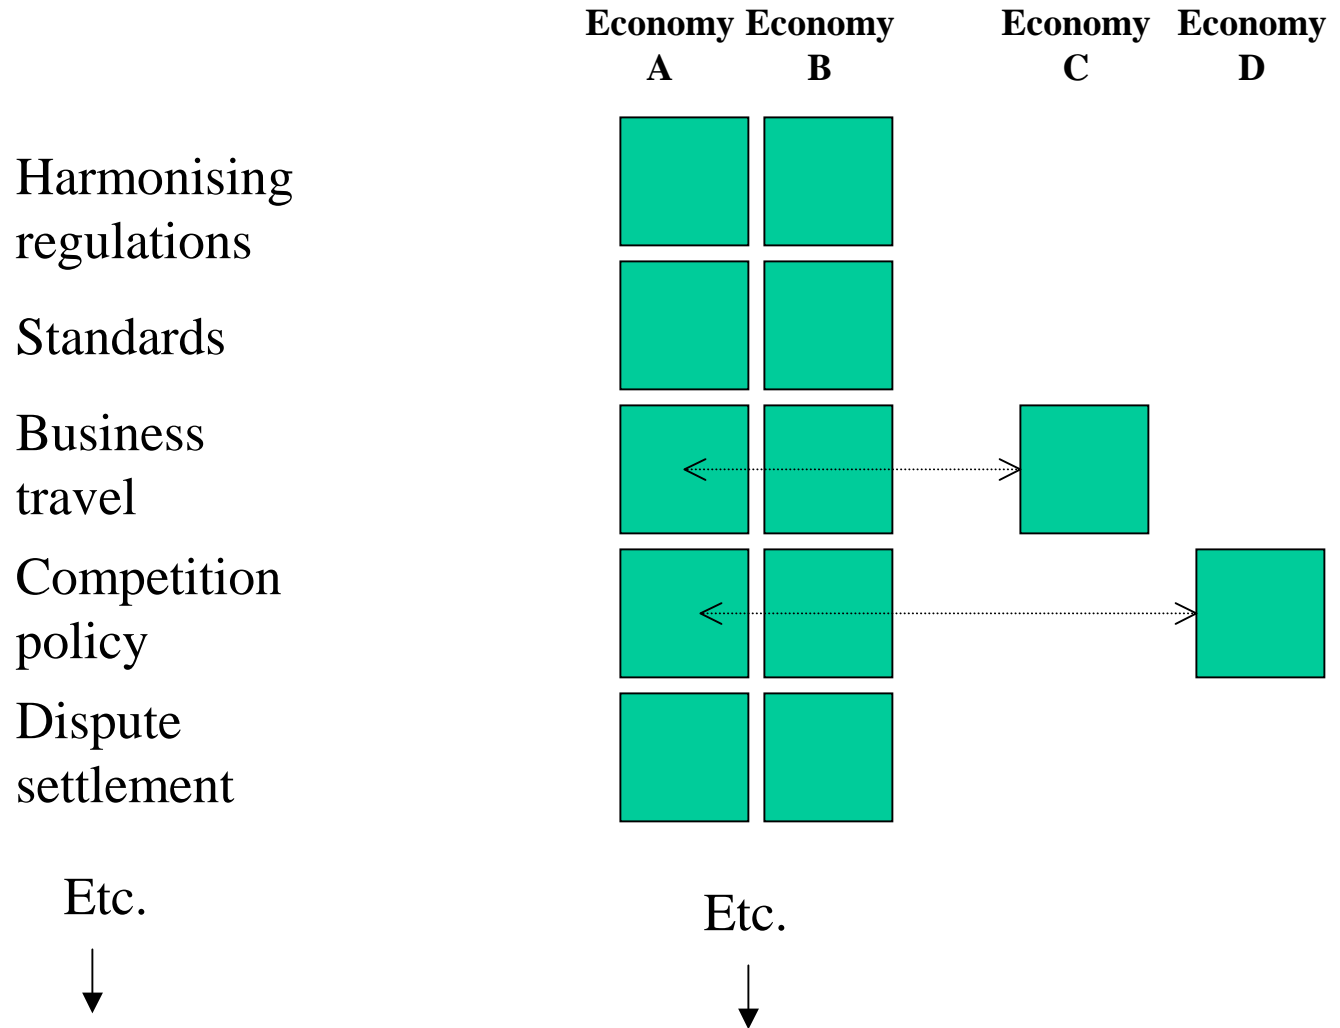 Economy Economy Economy Economy
A B C D
Harmonising
regulations
Standards
Business
travel
Competition
policy
Dispute
settlement
Etc.
Etc.